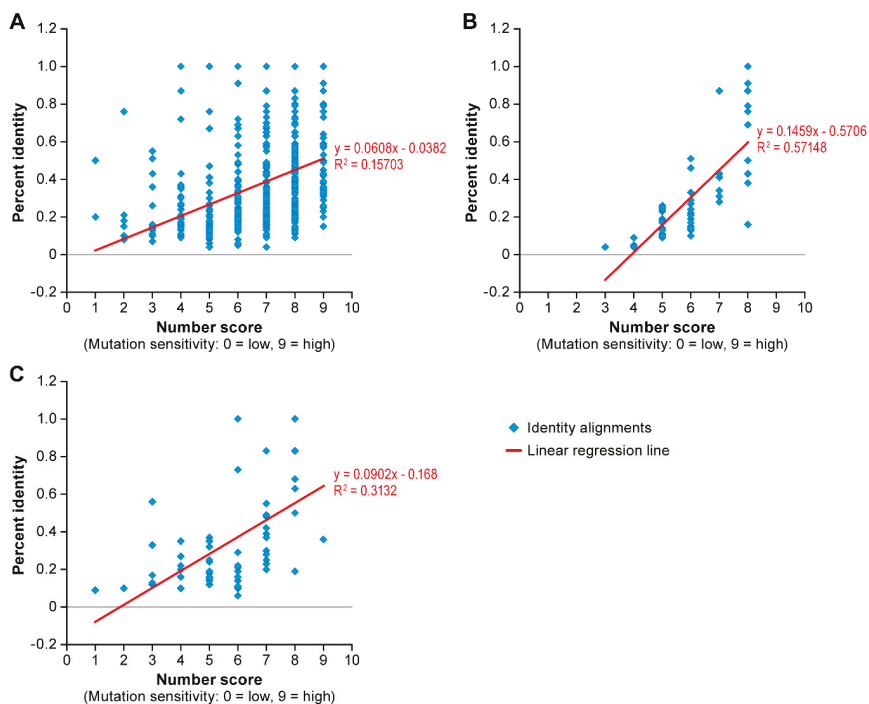 A
1.2
1.0
0.8
0.6
0.4
0.2
0
-0.2
Percent identity
y = 0.0608x - 0.0382
R² = 0.15703
0 1 2 3 4 5 6 7 8 9 10
Number score
(Mutation sensitivity: 0 = low, 9 = high)
B
1.2
1.0
0.8
0.6
0.4
0.2
0
-0.2
Percent identity
y = 0.1459x - 0.5706
R² = 0.57148
0 1 2 3 4 5 6 7 8 9 10
Number score
(Mutation sensitivity: 0 = low, 9 = high)
C
1.2
1.0
0.8
0.6
0.4
0.2
0
-0.2
Percent identity
y = 0.0902x - 0.168
R² = 0.3132
0 1 2 3 4 5 6 7 8 9 10
Number score
(Mutation sensitivity: 0 = low, 9 = high)
Identity alignments
Linear regression line